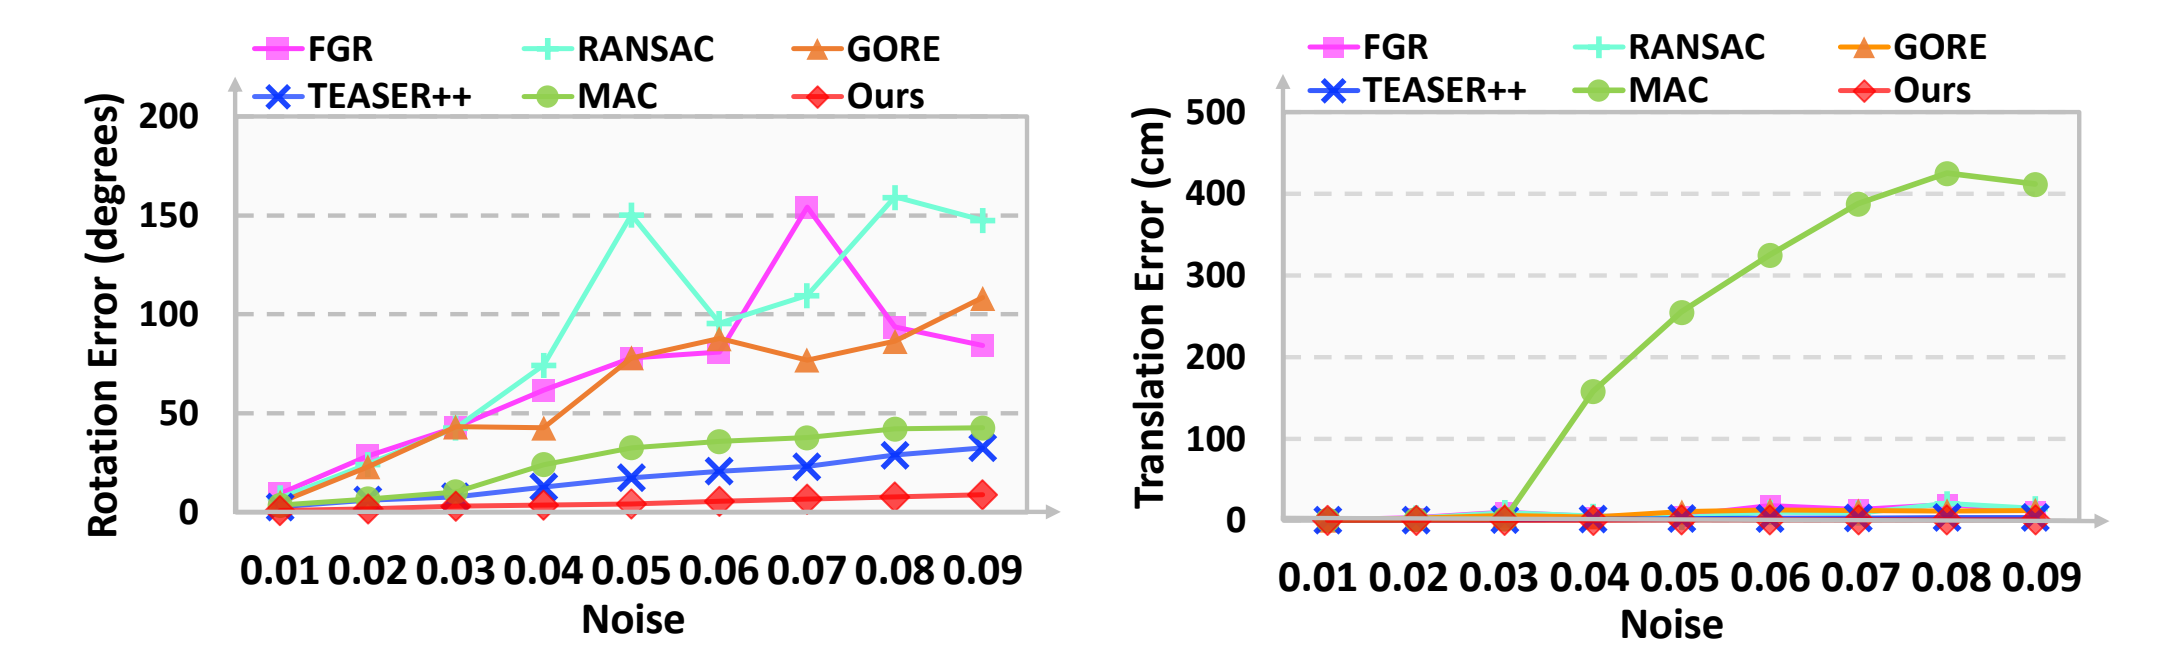 FGR RANSAC GORE
TEASER++ MAC Ours
Rotation Error (degrees)
200
150
100
50
0
0.01 0.02 0.03 0.04 0.05 0.06 0.07 0.08 0.09
Noise
FGR RANSAC GORE
TEASER++ MAC Ours
Translation Error (cm)
500
400
300
200
100
0
0.01 0.02 0.03 0.04 0.05 0.06 0.07 0.08 0.09
Noise